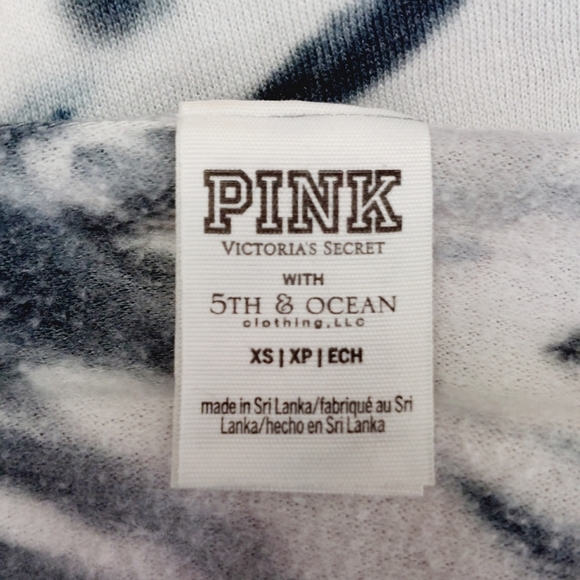 PINK
VICTORIA'S SECRET
WITH
5TH & OCEAN
clothing, LLC
XS | XP | ECH
made in Sri Lanka/fabriqué au Sri
Lanka/hecho en Sri Lanka